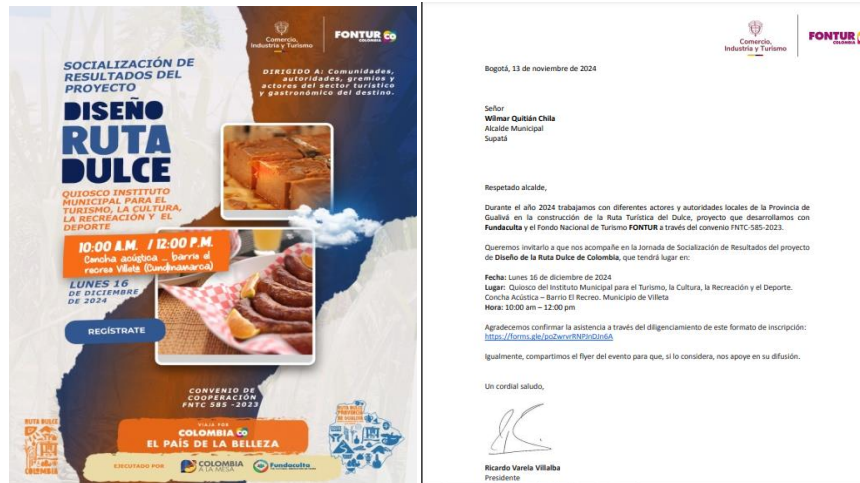 Comercio,
Industria y Turismo
FONTUR
COLOMBIA
CO
SOCIALIZACIÓN DE
RESULTADOS DEL
PROYECTO
DISEÑO
RUTA
DULCE
DIRIGIDO A: Comunidades,
autoridades, gremios y
actores del sector turístico
y gastronómico del destino.
QUIOSCO INSTITUTO
MUNICIPAL PARA EL
TURISMO, LA CULTURA,
LA RECREACIÓN Y EL
DEPORTE
10:00 A.M. / 12:00 P.M.
Concha acústica _ barrio el
recreo Villeta (Cundinamarca)
LUNES 16
DE DICIEMBRE
DE 2024
REGÍSTRATE
CONVENIO DE
COOPERACIÓN
FNTC 585 -2023
RUTA DULCE
COLOMBIA
VIAJA POR
COLOMBIA CO
EL PAÍS DE LA BELLEZA
EJECUTADO POR
COLOMBIA
A LA MESA
Fundaculta
RUTA DULCE
PROVINCIA
DE GUALIVÁ
Comercio,
Industria y Turismo
FONTUR
COLOMBIA
Bogotá, 13 de noviembre de 2024
Señor
Wilmar Quitián Chila
Alcalde Municipal
Supatá
Respetado alcalde,
Durante el año 2024 trabajamos con diferentes actores y autoridades locales de la Provincia de
Gualivá en la construcción de la Ruta Turística del Dulce, proyecto que desarrollamos con
Fundaculta y el Fondo Nacional de Turismo FONTUR a través del convenio FNTC-585-2023.
Queremos invitarlo a que nos acompañe en la Jornada de Socialización de Resultados del proyecto
de Diseño de la Ruta Dulce de Colombia, que tendrá lugar en:
Fecha: Lunes 16 de diciembre de 2024
Lugar: Quiosco del Instituto Municipal para el Turismo, la Cultura, la Recreación y el Deporte.
Concha Acústica – Barrio El Recreo. Municipio de Villeta
Hora: 10:00 am – 12:00 pm
Agradecemos confirmar la asistencia a través del diligenciamiento de este formato de inscripción:
https://forms.gle/poZwrvrRNPJnDJn6A
Igualmente, compartimos el flyer del evento para que, si lo considera, nos apoye en su difusión.
Un cordial saludo,
Ricardo Varela Villalba
Presidente